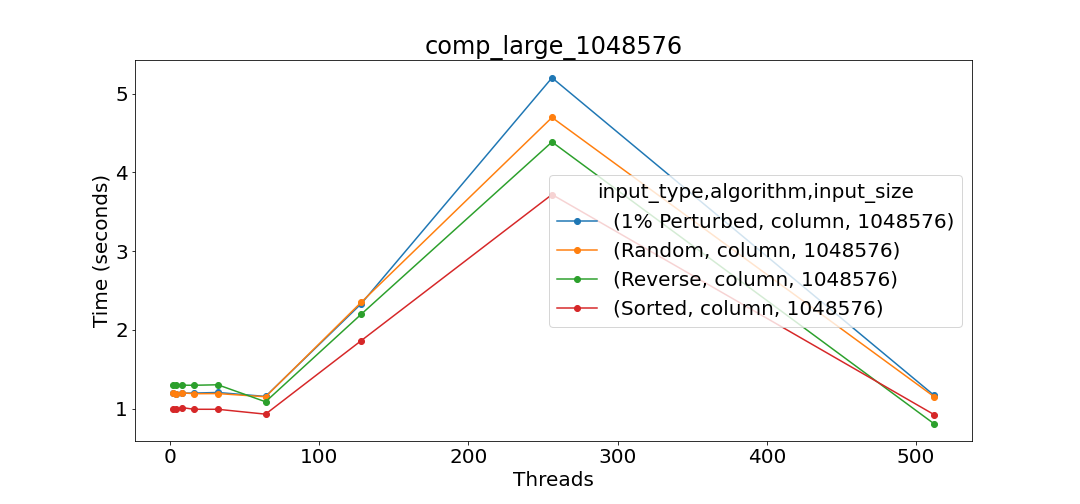 comp_large_1048576
5
4
3
2
1
Time (seconds)
input_type,algorithm,input_size
(1% Perturbed, column, 1048576)
(Random, column, 1048576)
(Reverse, column, 1048576)
(Sorted, column, 1048576)
0 100 200 300 400 500
Threads